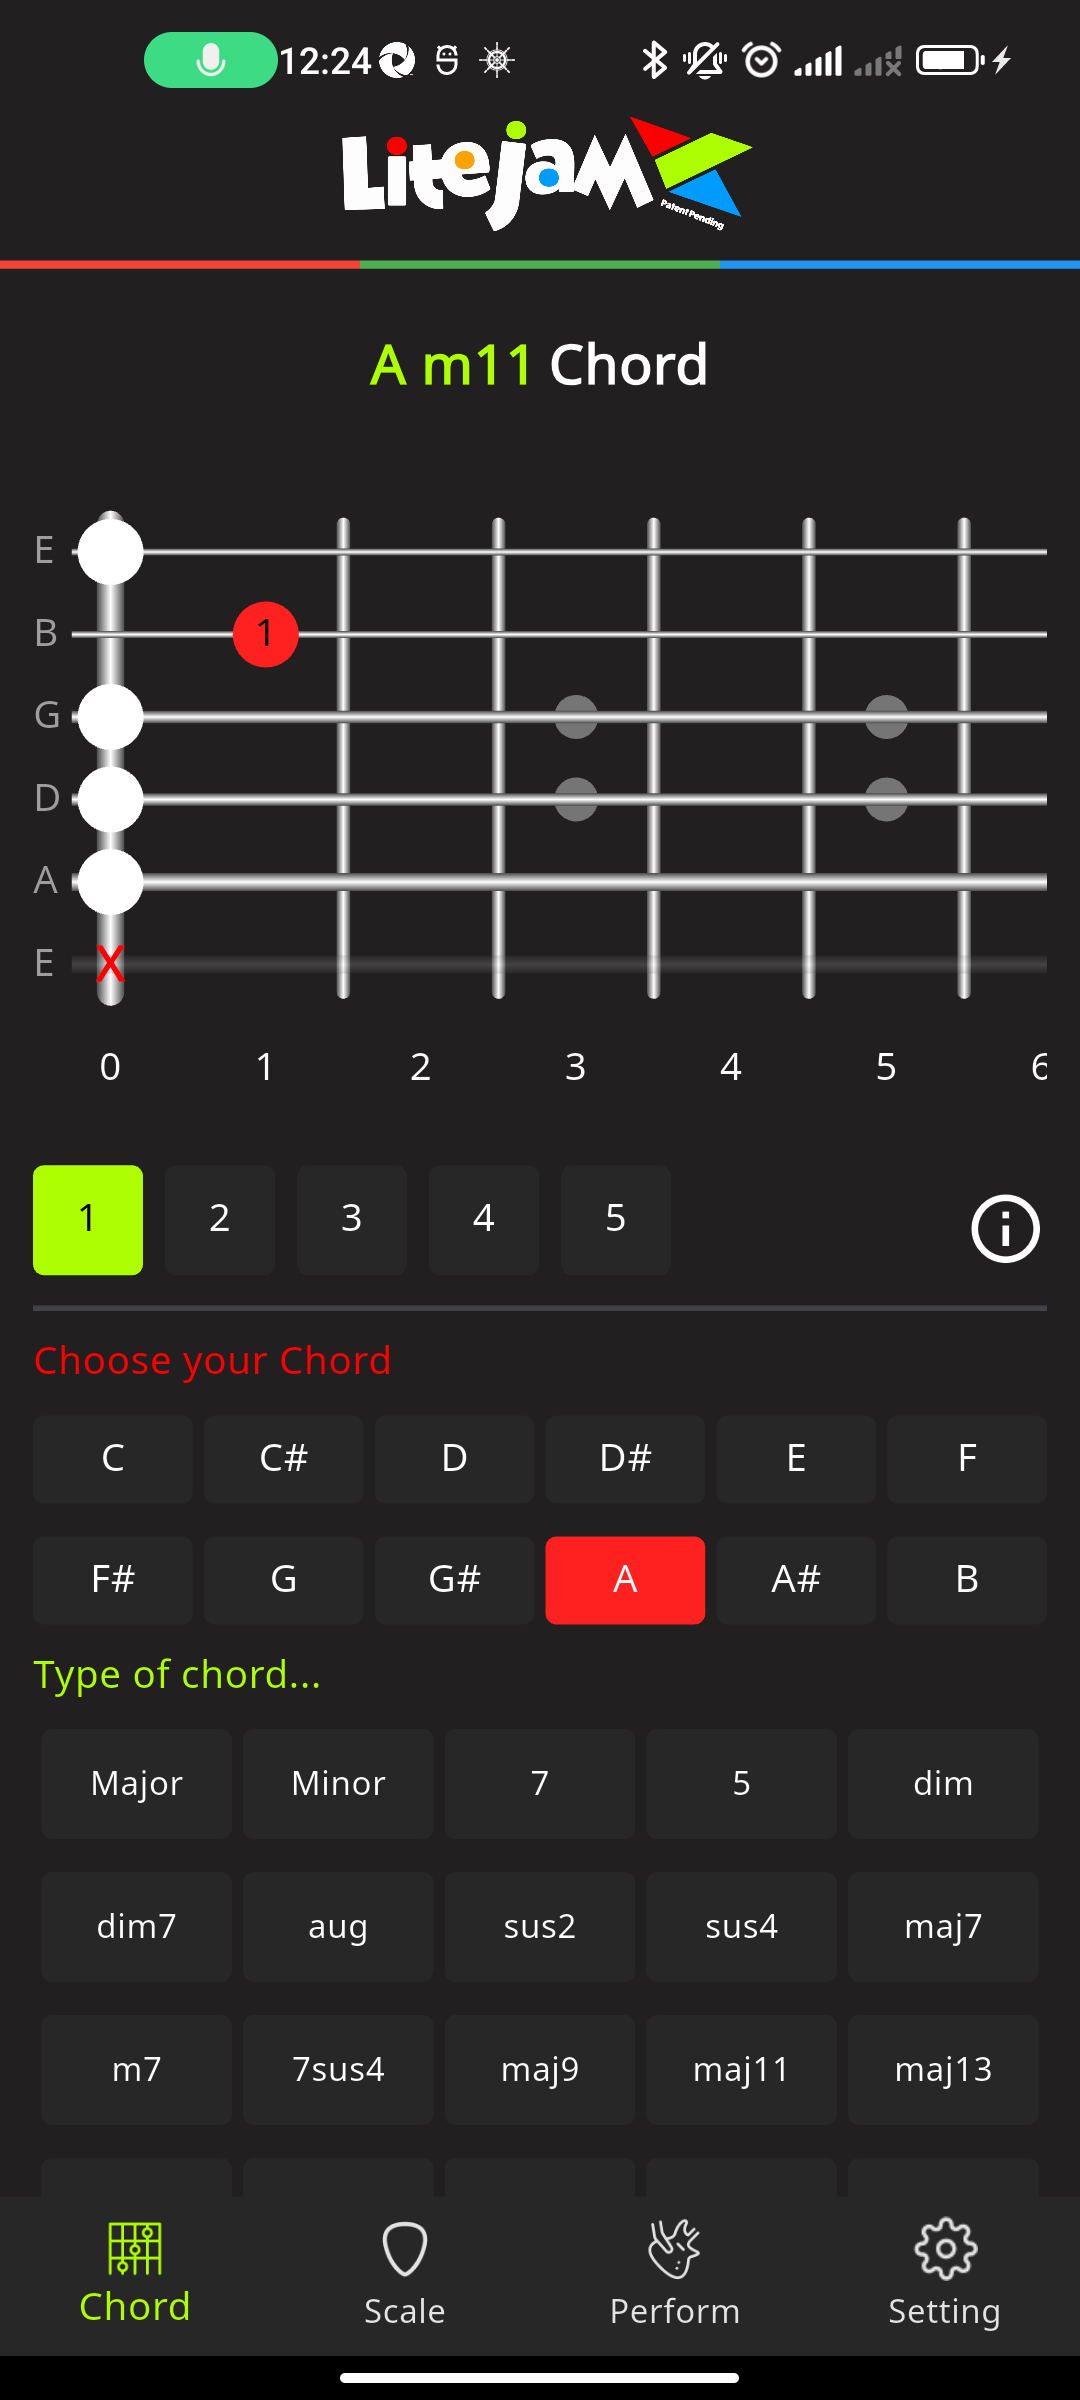 12:24
LitejaM
Patent Pending
A m11 Chord
E
B
1
G
D
A
E X
0 1 2 3 4 5 6
1 2 3 4 5
Choose your Chord
C C# D D# E F
F# G G# A A# B
Type of chord...
Major Minor 7 5 dim
dim7 aug sus2 sus4 maj7
m7 7sus4 maj9 maj11 maj13
Chord Scale Perform Setting